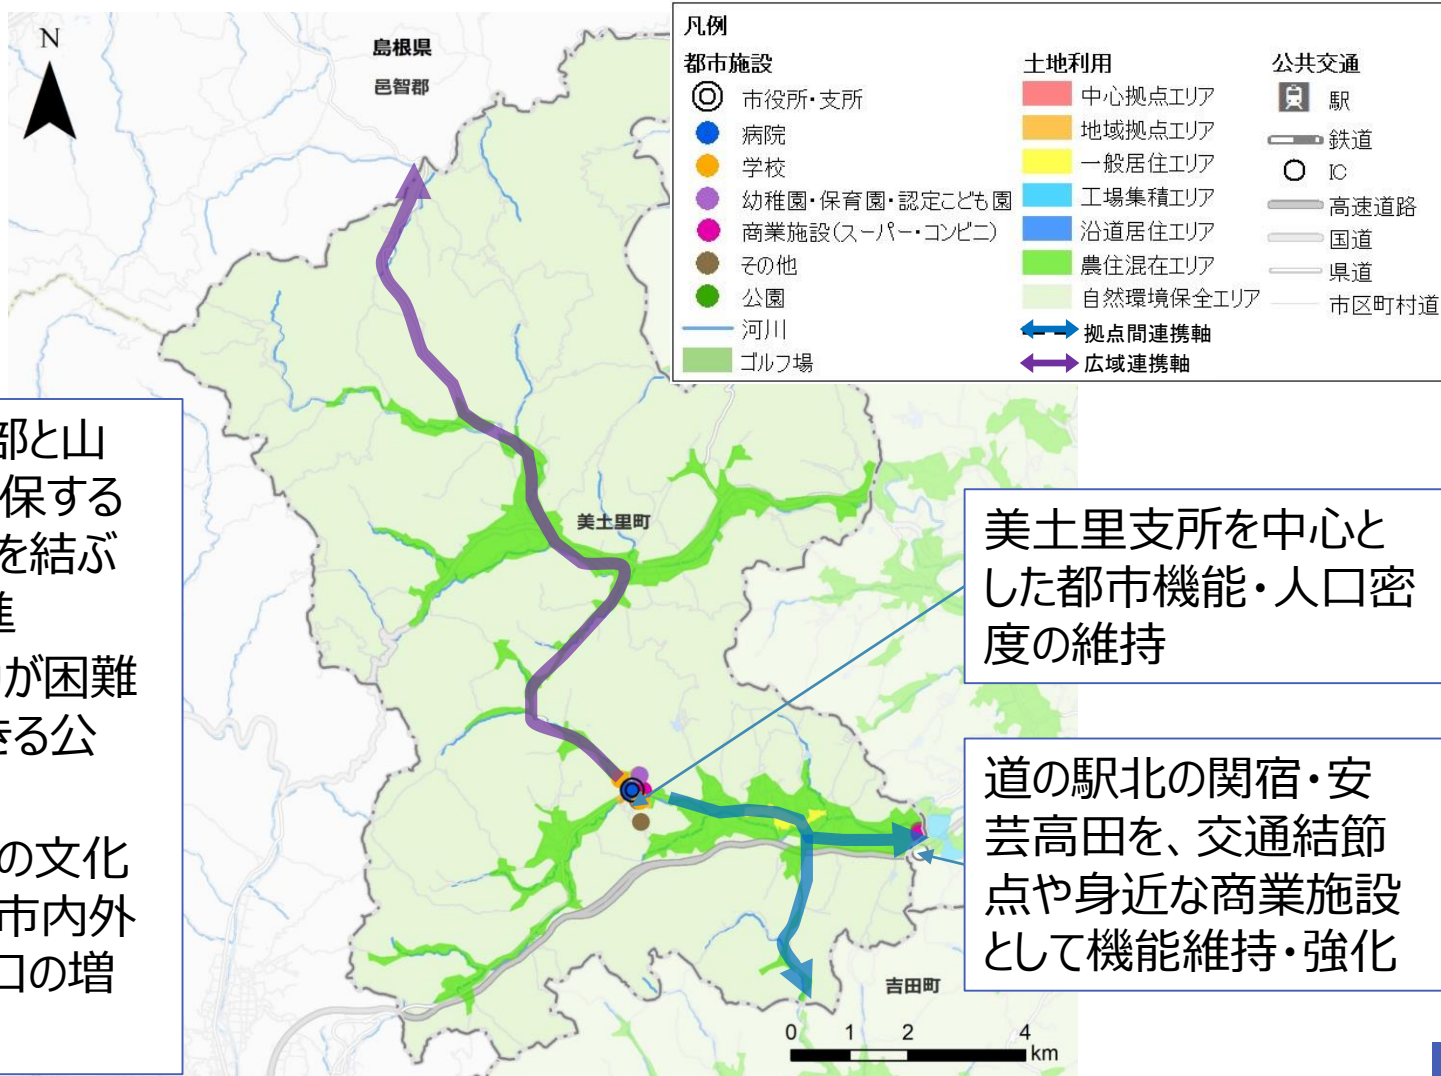 N
島根県
邑智郡
凡例
都市施設
市役所・支所
病院
学校
幼稚園・保育園・認定こども園
商業施設(スーパー・コンビニ)
その他
公園
河川
ゴルフ場
土地利用
中心拠点エリア
地域拠点エリア
一般居住エリア
工場集積エリア
沿道居住エリア
農住混在エリア
自然環境保全エリア
拠点間連携軸
広域連携軸
公共交通
駅
鉄道
IC
高速道路
国道
県道
市区町村道
部と山
保する
を結ぶ
進
が困難
きる公
の文化
市内外
口の増
美土里町
美土里支所を中心と
した都市機能・人口密
度の維持
道の駅北の関宿・安
芸高田を、交通結節
点や身近な商業施設
として機能維持・強化
吉田町
0 1 2 4
km